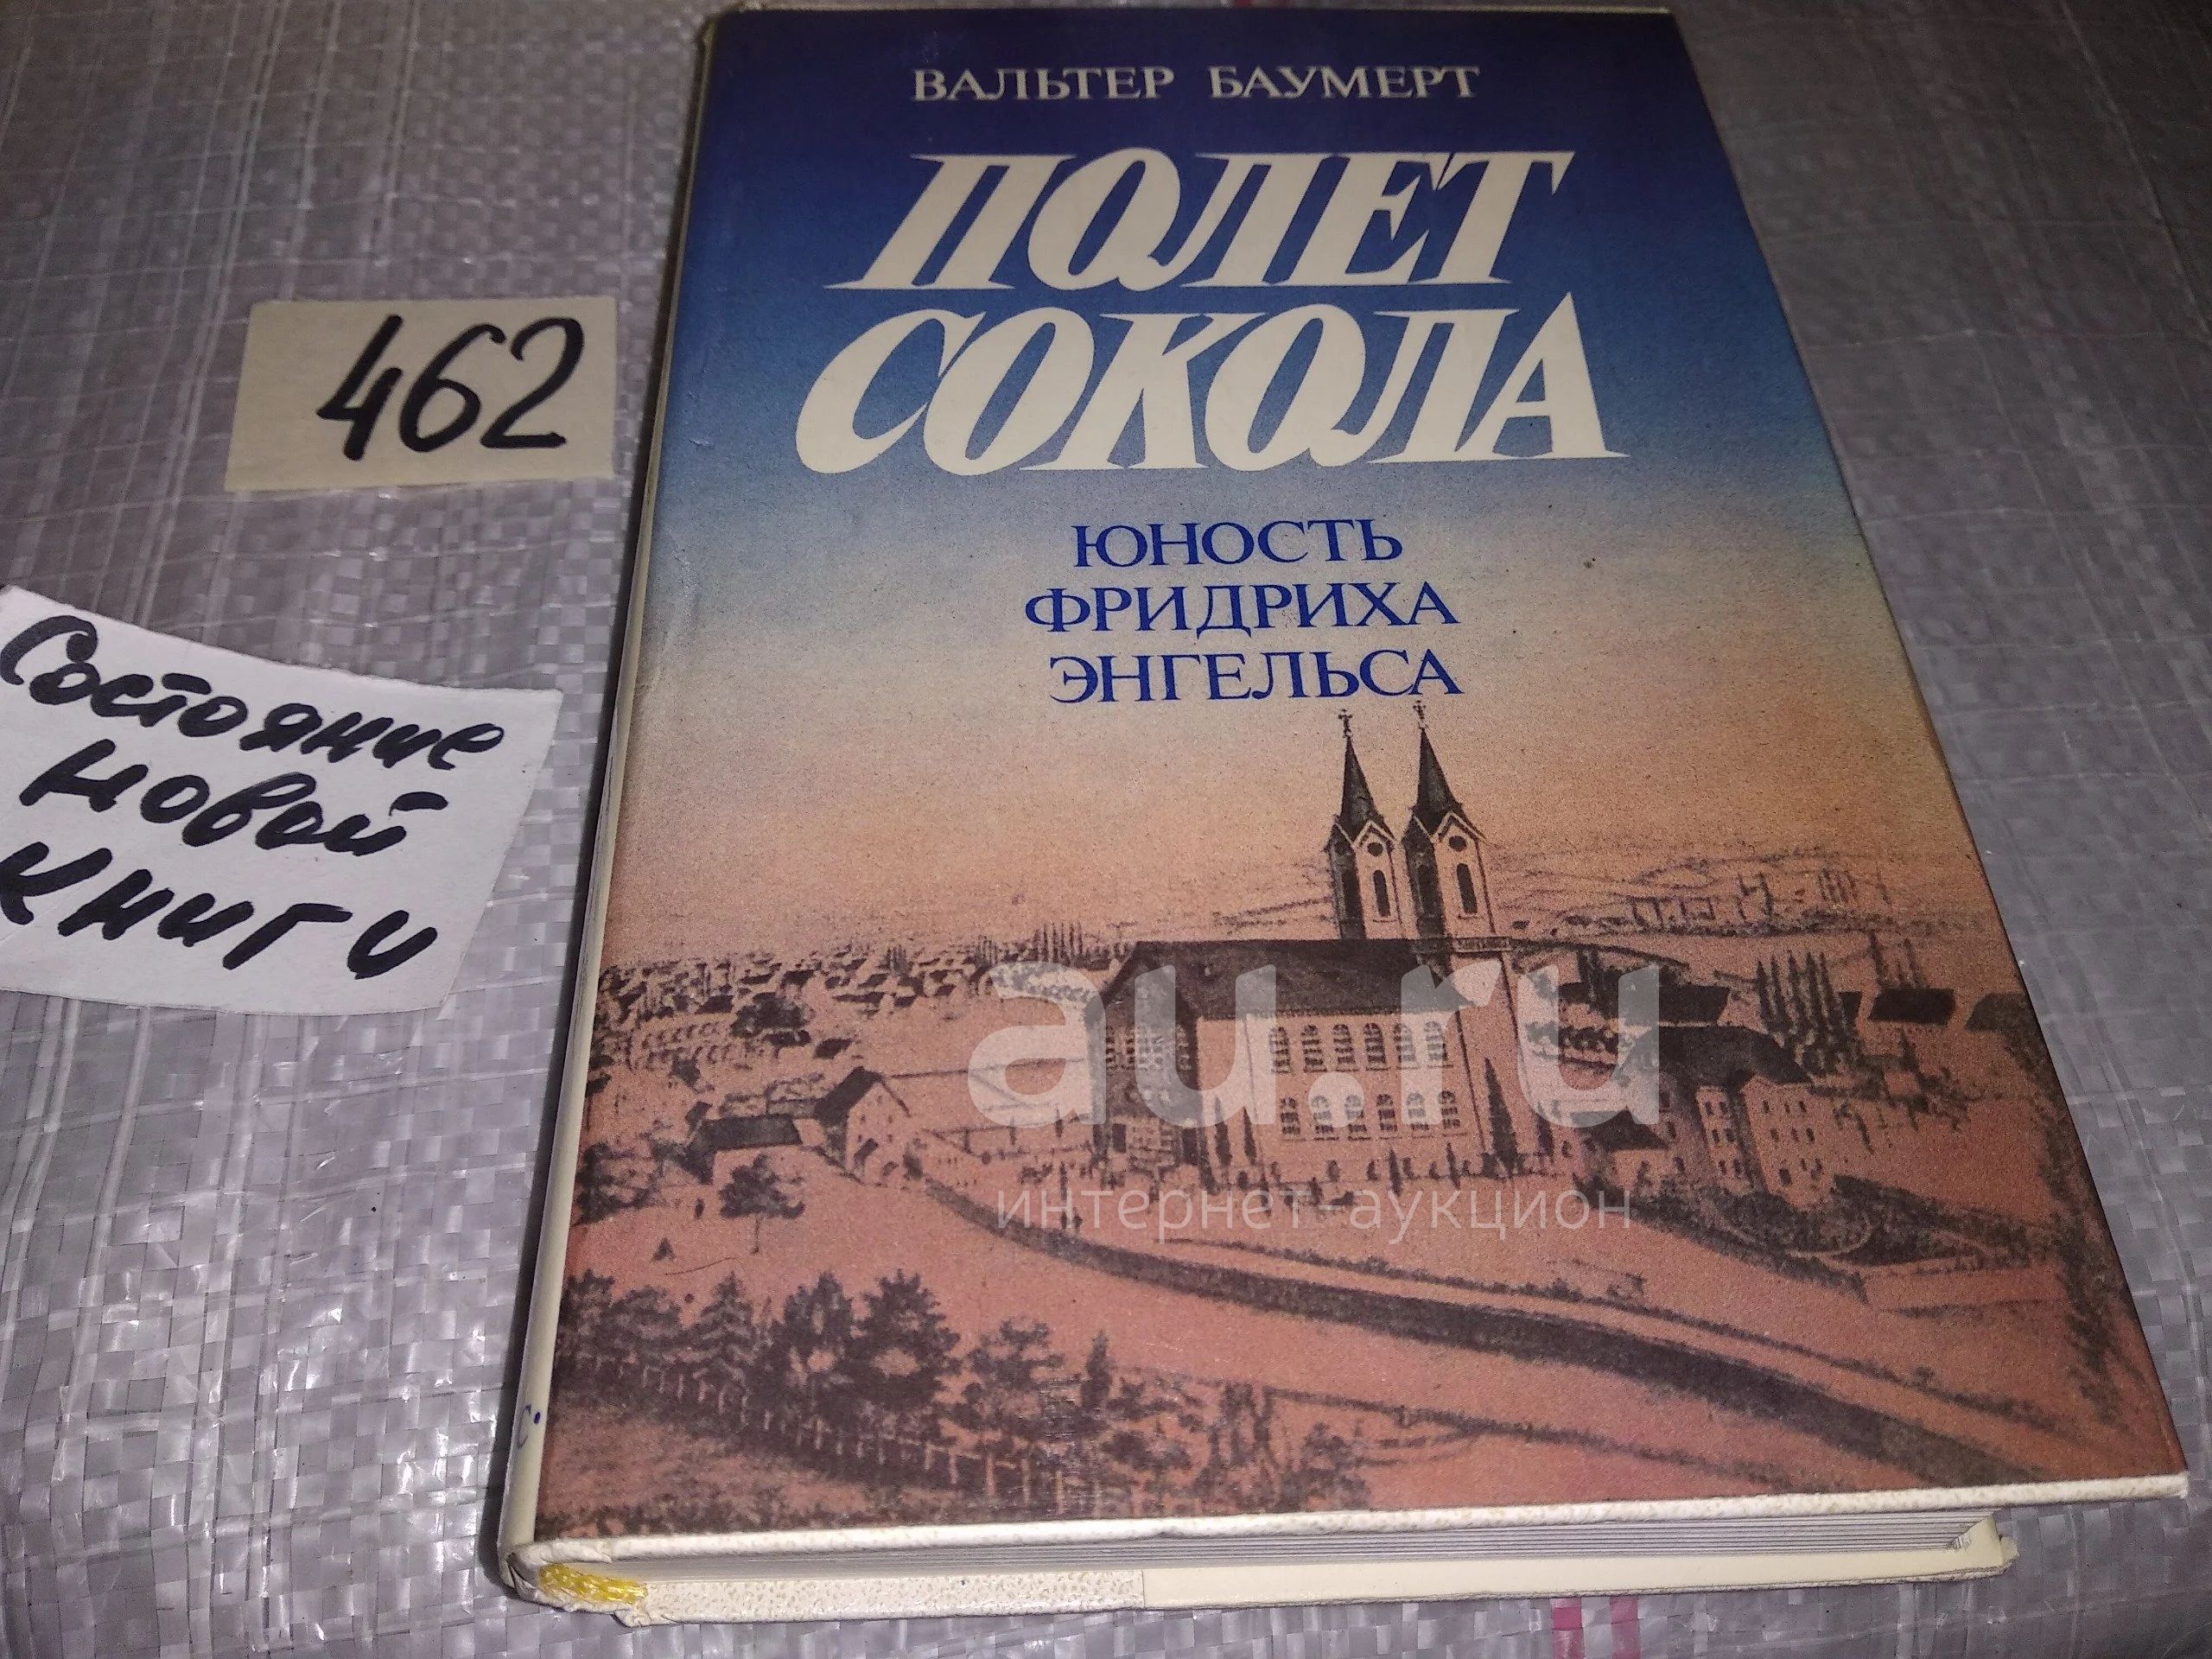 ВАЛЬТЕР БАУМЕРТ
ПОЛЕТ
СОКОЛА
ЮНОСТЬ
ФРИДРИХА
ЭНГЕЛЬСА
462
Состояние
новой
книги
au.ru
интернет-аукцион